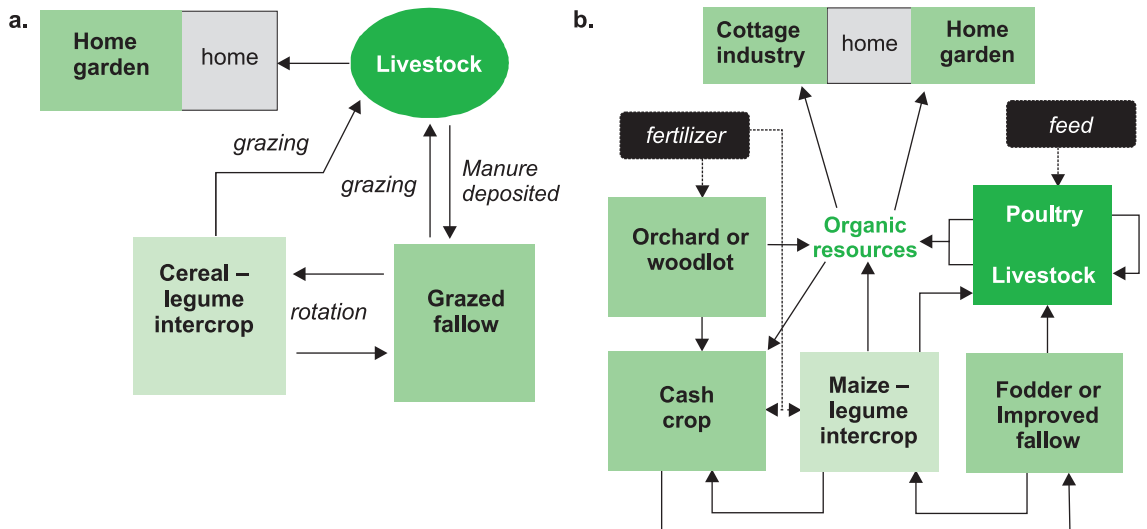 a.
Home
garden
home
Livestock
grazing
grazing
Manure
deposited
Cereal –
legume
intercrop
rotation
Grazed
fallow
b.
Cottage
industry
home
Home
garden
fertilizer
feed
Orchard or
woodlot
Organic
resources
Poultry
Livestock
Cash
crop
Maize –
legume
intercrop
Fodder or
Improved
fallow